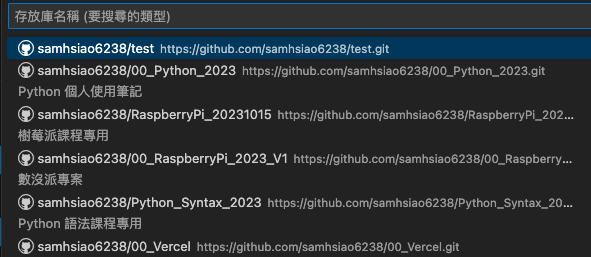 存放庫名稱 (要搜尋的類型)
samhsiao6238/test https://github.com/samhsiao6238/test.git
samhsiao6238/00_Python_2023 https://github.com/samhsiao6238/00_Python_2023.git
Python 個人使用筆記
samhsiao6238/RaspberryPi_20231015 https://github.com/samhsiao6238/RaspberryPi_202...
樹莓派課程專用
samhsiao6238/00_RaspberryPi_2023_V1 https://github.com/samhsiao6238/00_Raspberry...
數沒派專案
samhsiao6238/Python_Syntax_2023 https://github.com/samhsiao6238/Python_Syntax_20...
Python 語法課程專用
samhsiao6238/00_Vercel https://github.com/samhsiao6238/00_Vercel.git